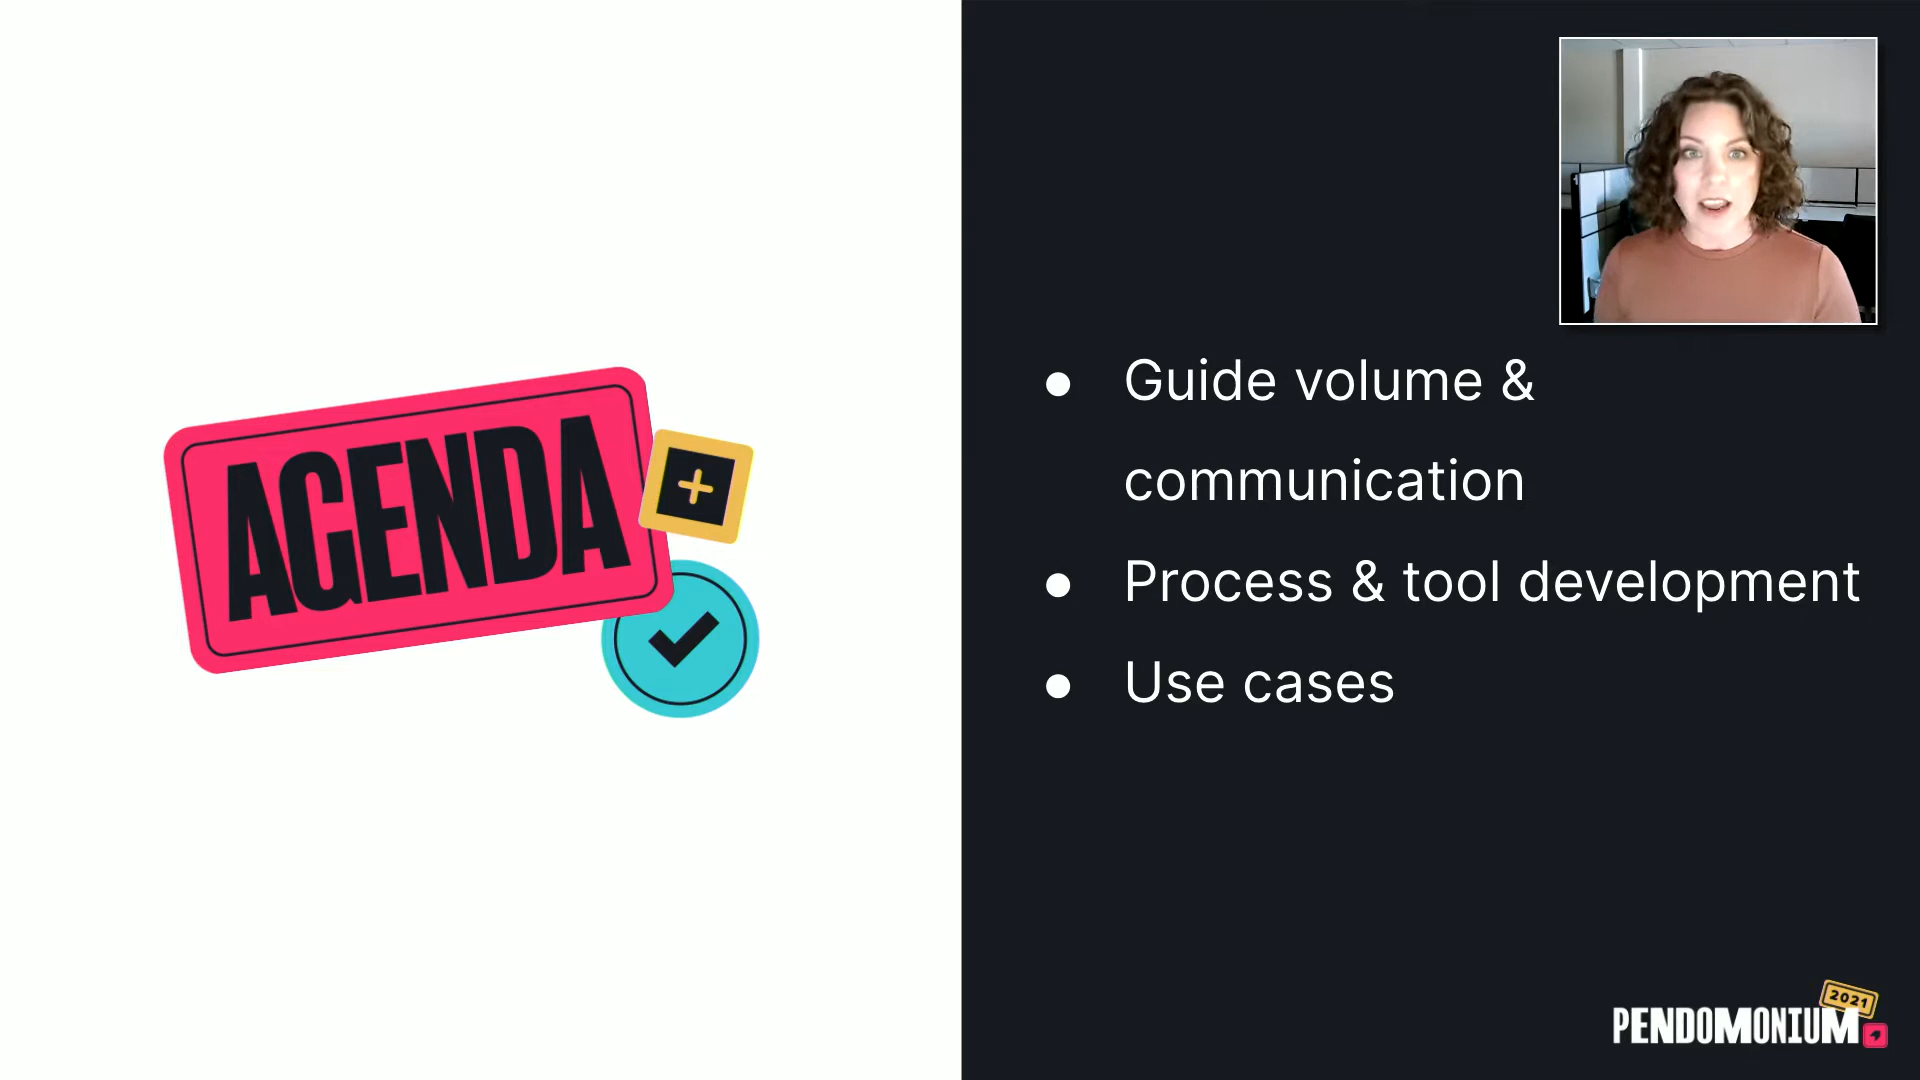 AGENDA
● Guide volume &
communication
● Process & tool development
● Use cases
2021
PENDOMONIUM